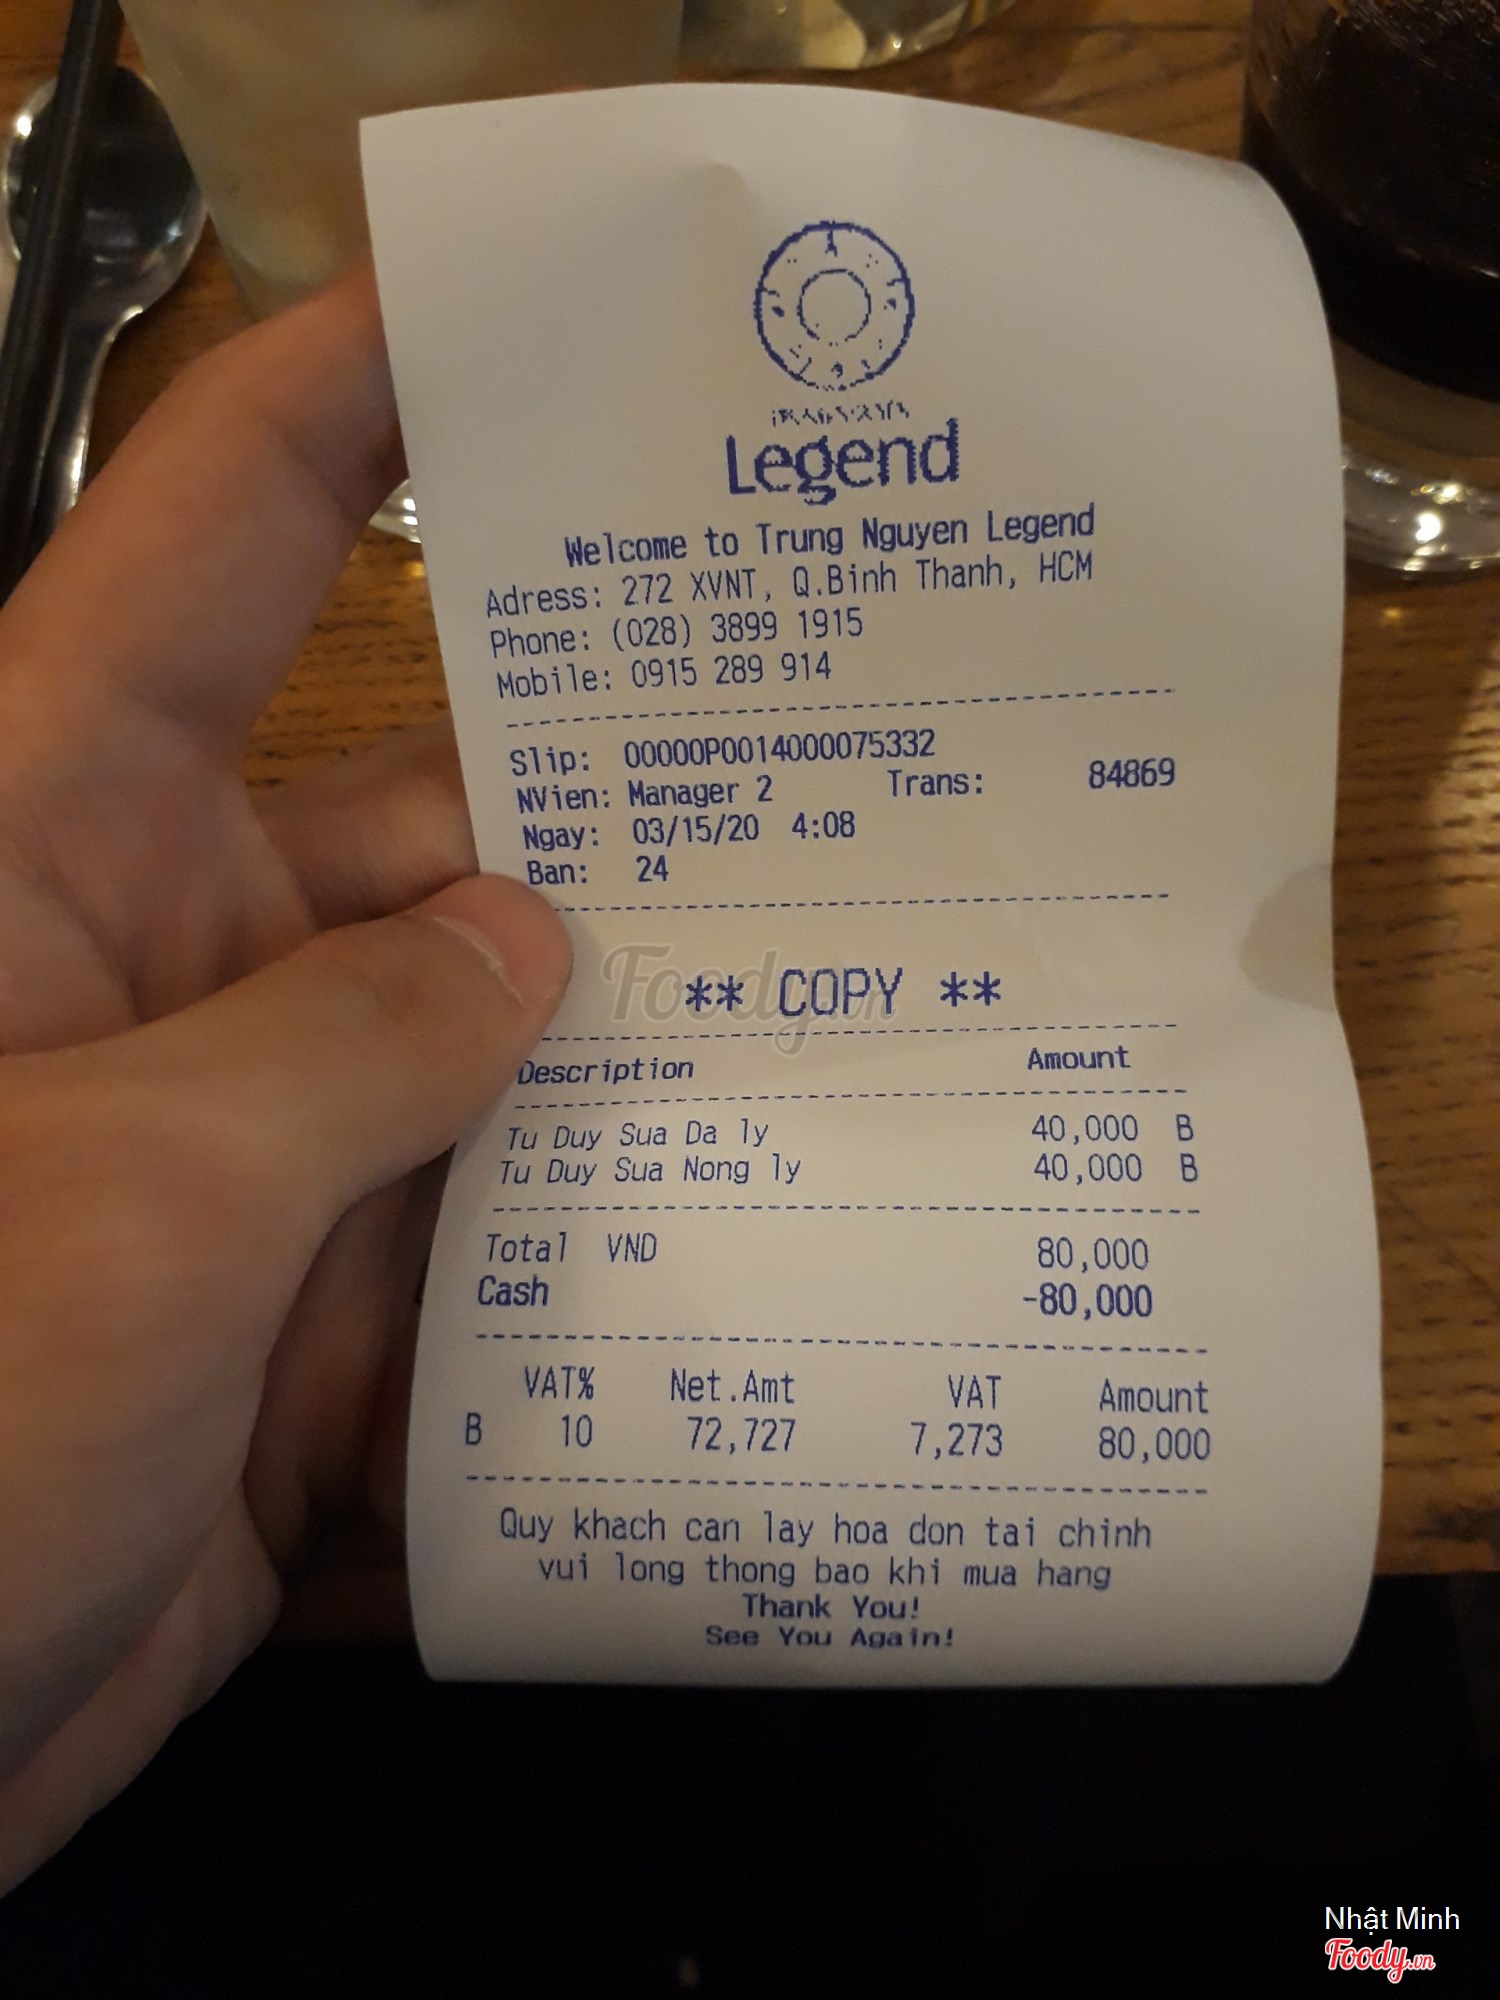 Legend
Welcome to Trung Nguyen Legend
Adress: 272 XVNT, Q.Binh Thanh, HCM
Phone: (028) 3899 1915
Mobile: 0915 289 914
Slip: 00000P0014000075332
NVien: Manager 2 Trans: 84869
Ngay: 03/15/20 4:08
Ban: 24
Foody.vn
** COPY **
Description Amount
Tu Duy Sua Da ly 40,000 B
Tu Duy Sua Nong ly 40,000 B
Total VND 80,000
Cash -80,000
VAT% Net.Amt VAT Amount
B 10 72,727 7,273 80,000
Quy khach can lay hoa don tai chinh
vui long thong bao khi mua hang
Thank You!
See You Again!
Nhật Minh
Foody.vn